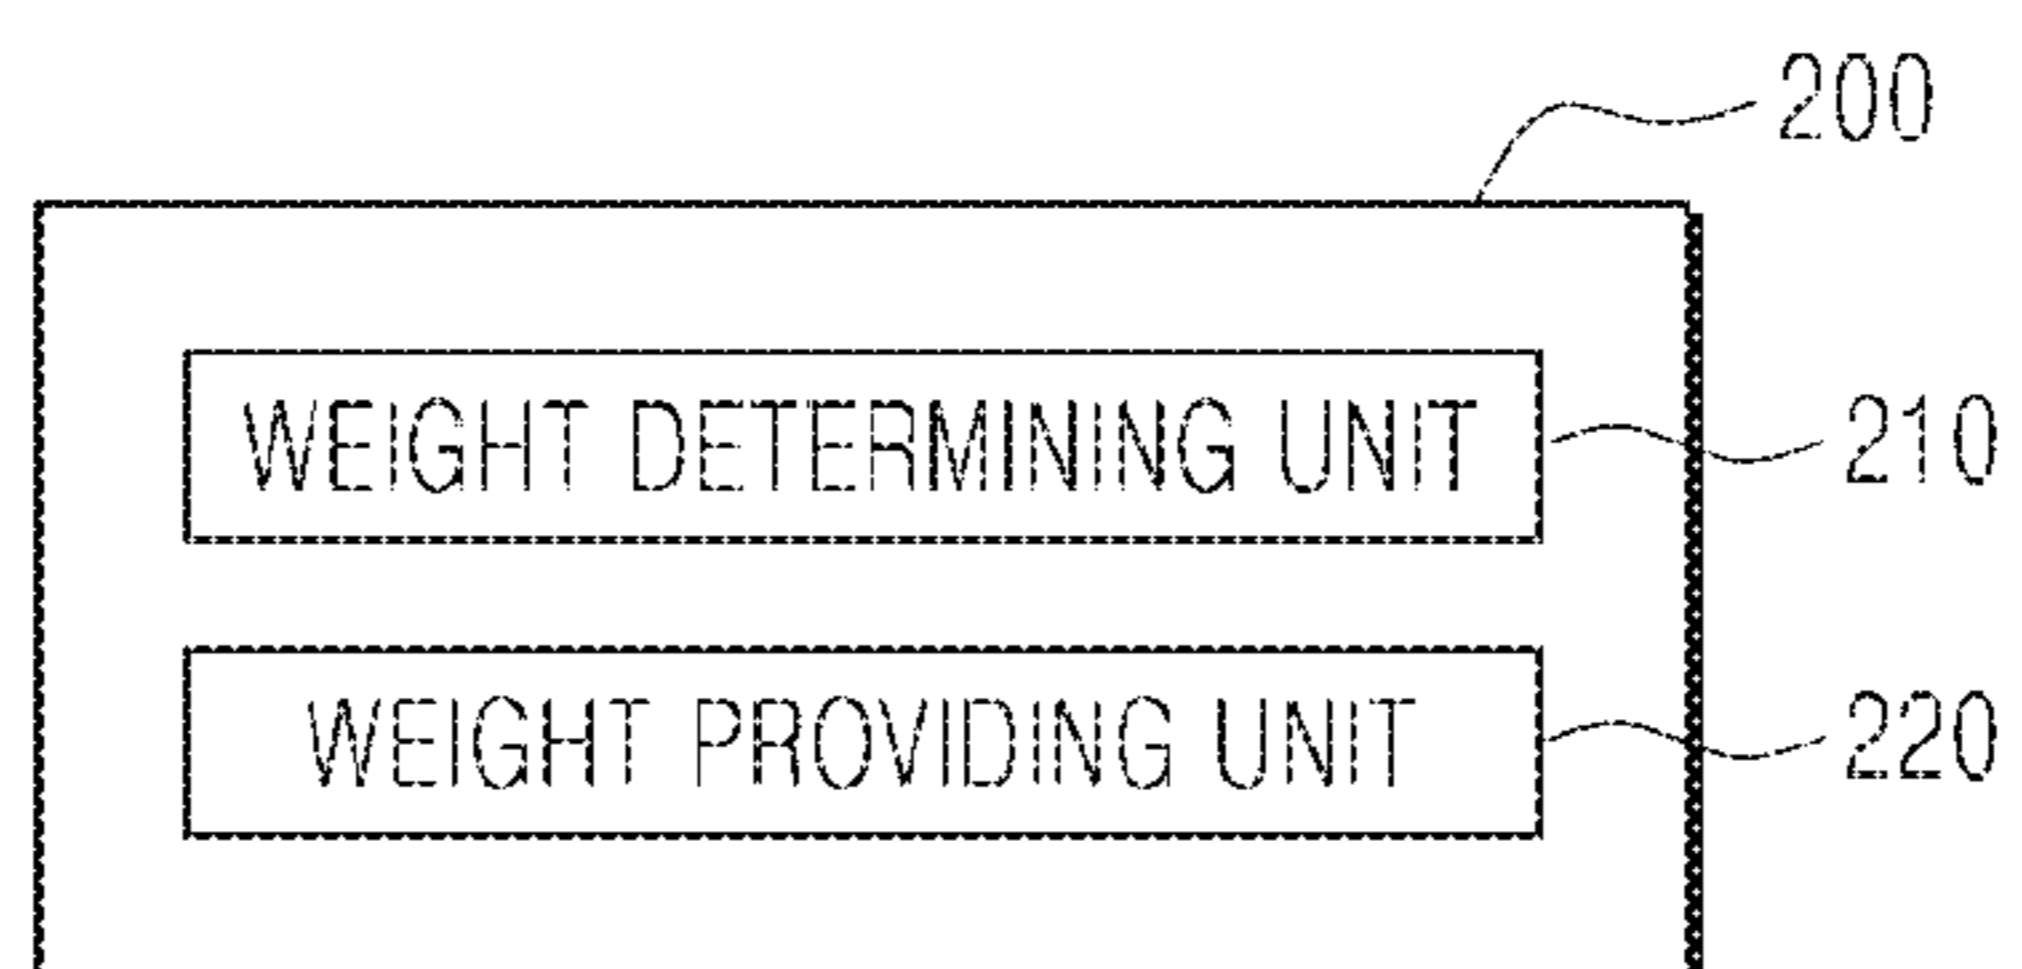 200
WEIGHT DETERMINING UNIT 210
WEIGHT PROVIDING UNIT 220